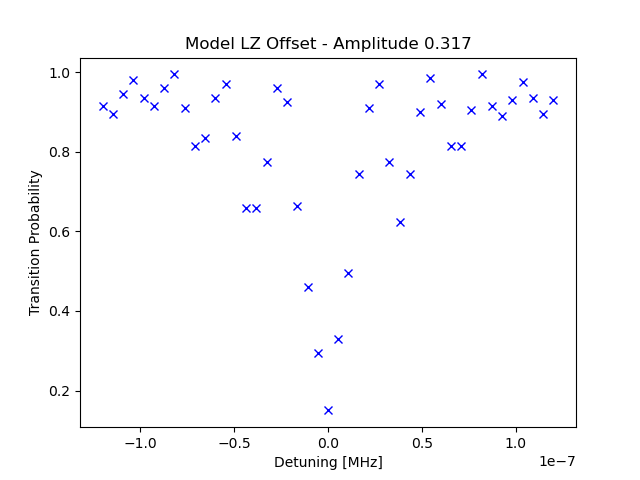 Model LZ Offset - Amplitude 0.317
Transition Probability
1.0
0.8
0.6
0.4
0.2
−1.0 −0.5 0.0 0.5 1.0
1e−7
Detuning [MHz]